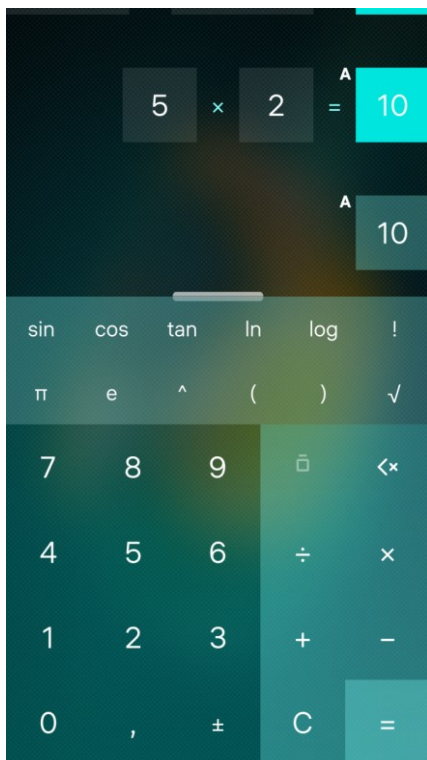 A
5 × 2 = 10
A
10
sin cos tan ln log !
π e ^ ( ) √
7 8 9
4 5 6 ÷ ×
1 2 3 + −
0 , ± C =